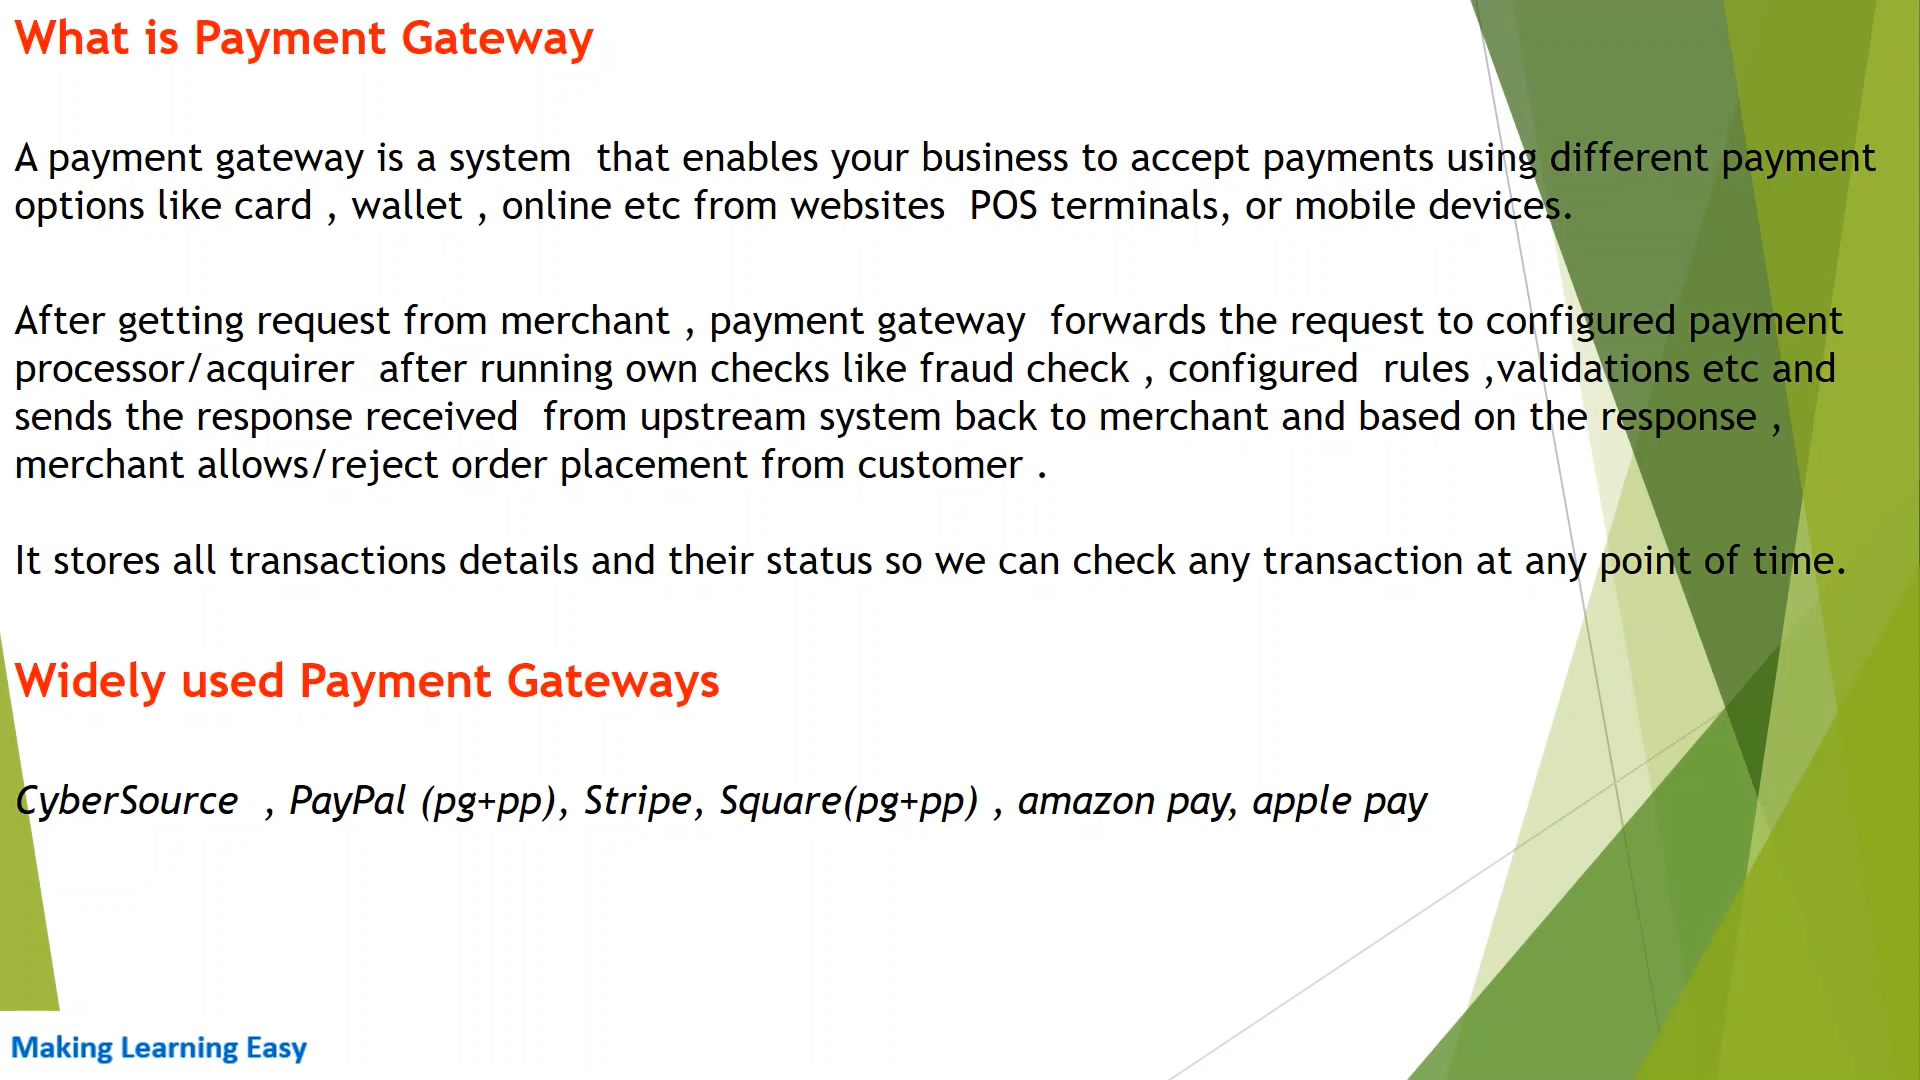 What is Payment Gateway
A payment gateway is a system  that enables your business to accept payments using different payment
options like card , wallet , online etc from websites  POS terminals, or mobile devices.
After getting request from merchant , payment gateway  forwards the request to configured payment
processor/acquirer  after running own checks like fraud check , configured  rules ,validations etc and
sends the response received  from upstream system back to merchant and based on the response ,
merchant allows/reject order placement from customer .
It stores all transactions details and their status so we can check any transaction at any point of time.
Widely used Payment Gateways
CyberSource  , PayPal (pg+pp), Stripe, Square(pg+pp) , amazon pay, apple pay
Making Learning Easy